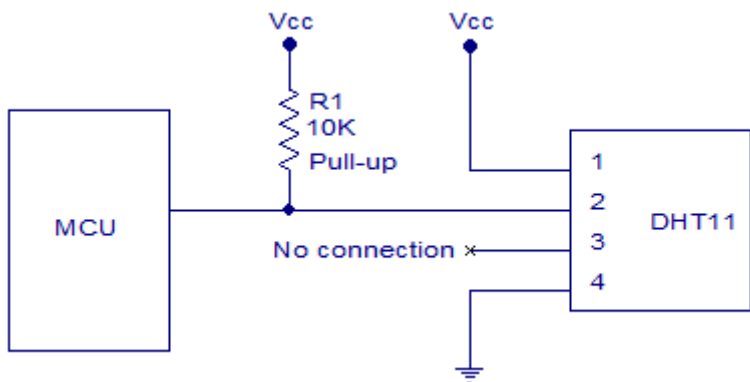 Vcc
Vcc
R1
10K
Pull-up
MCU
No connection
1
2
3
4
DHT11